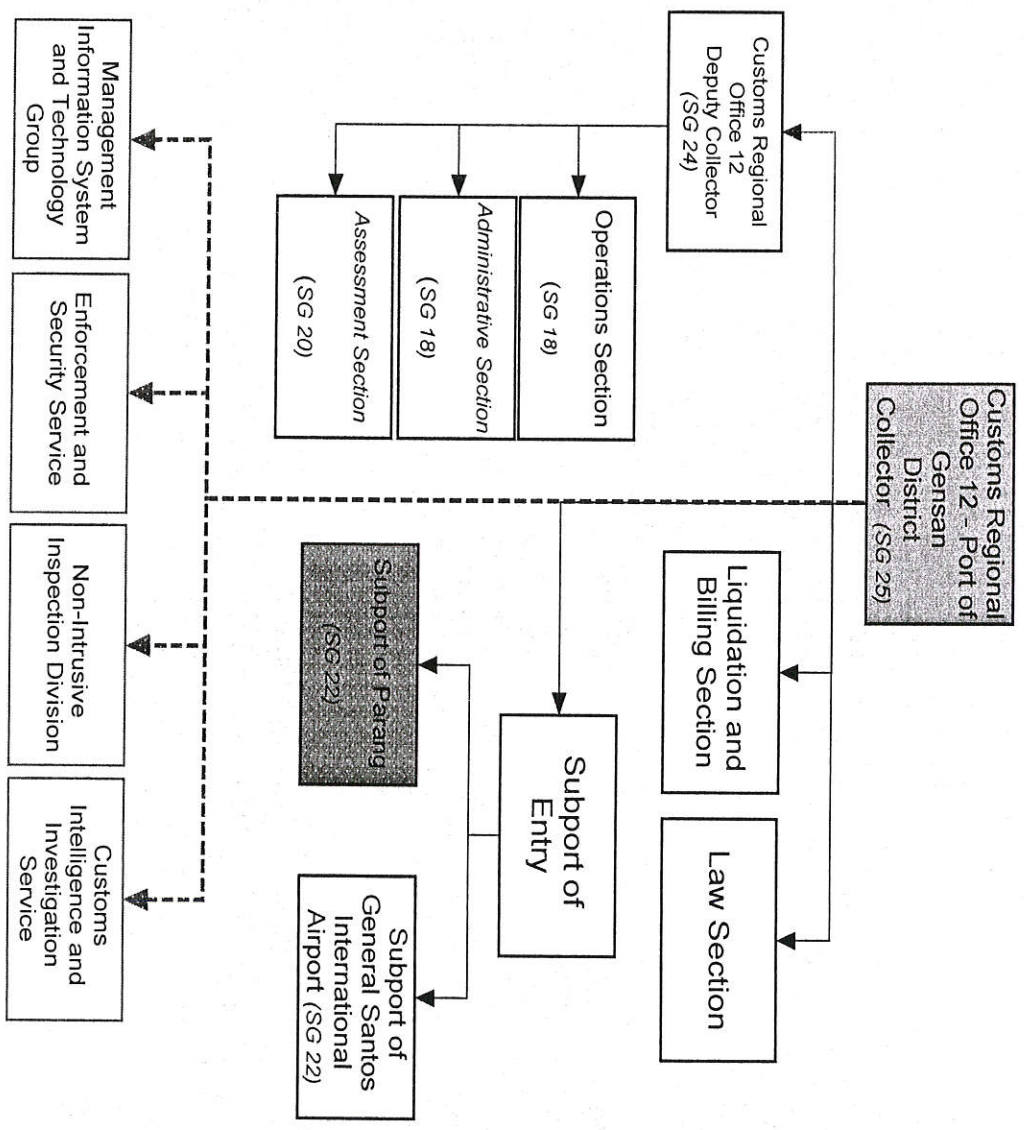 Customs Regional
Office 12 - Port of
Gensan
District
Collector (SG 25)
Customs Regional
Office 12
Deputy Collector
(SG 24)
Liquidation and
Billing Section
Law Section
Operations Section
(SG 18)
Administrative Section
(SG 18)
Assessment Section
(SG 20)
Subport of
Entry
Subport of Parang
(SG 22)
Subport of
General Santos
International
Airport (SG 22)
Management
Information System
and Technology
Group
Enforcement and
Security Service
Non-Intrusive
Inspection Division
Customs
Intelligence and
Investigation
Service